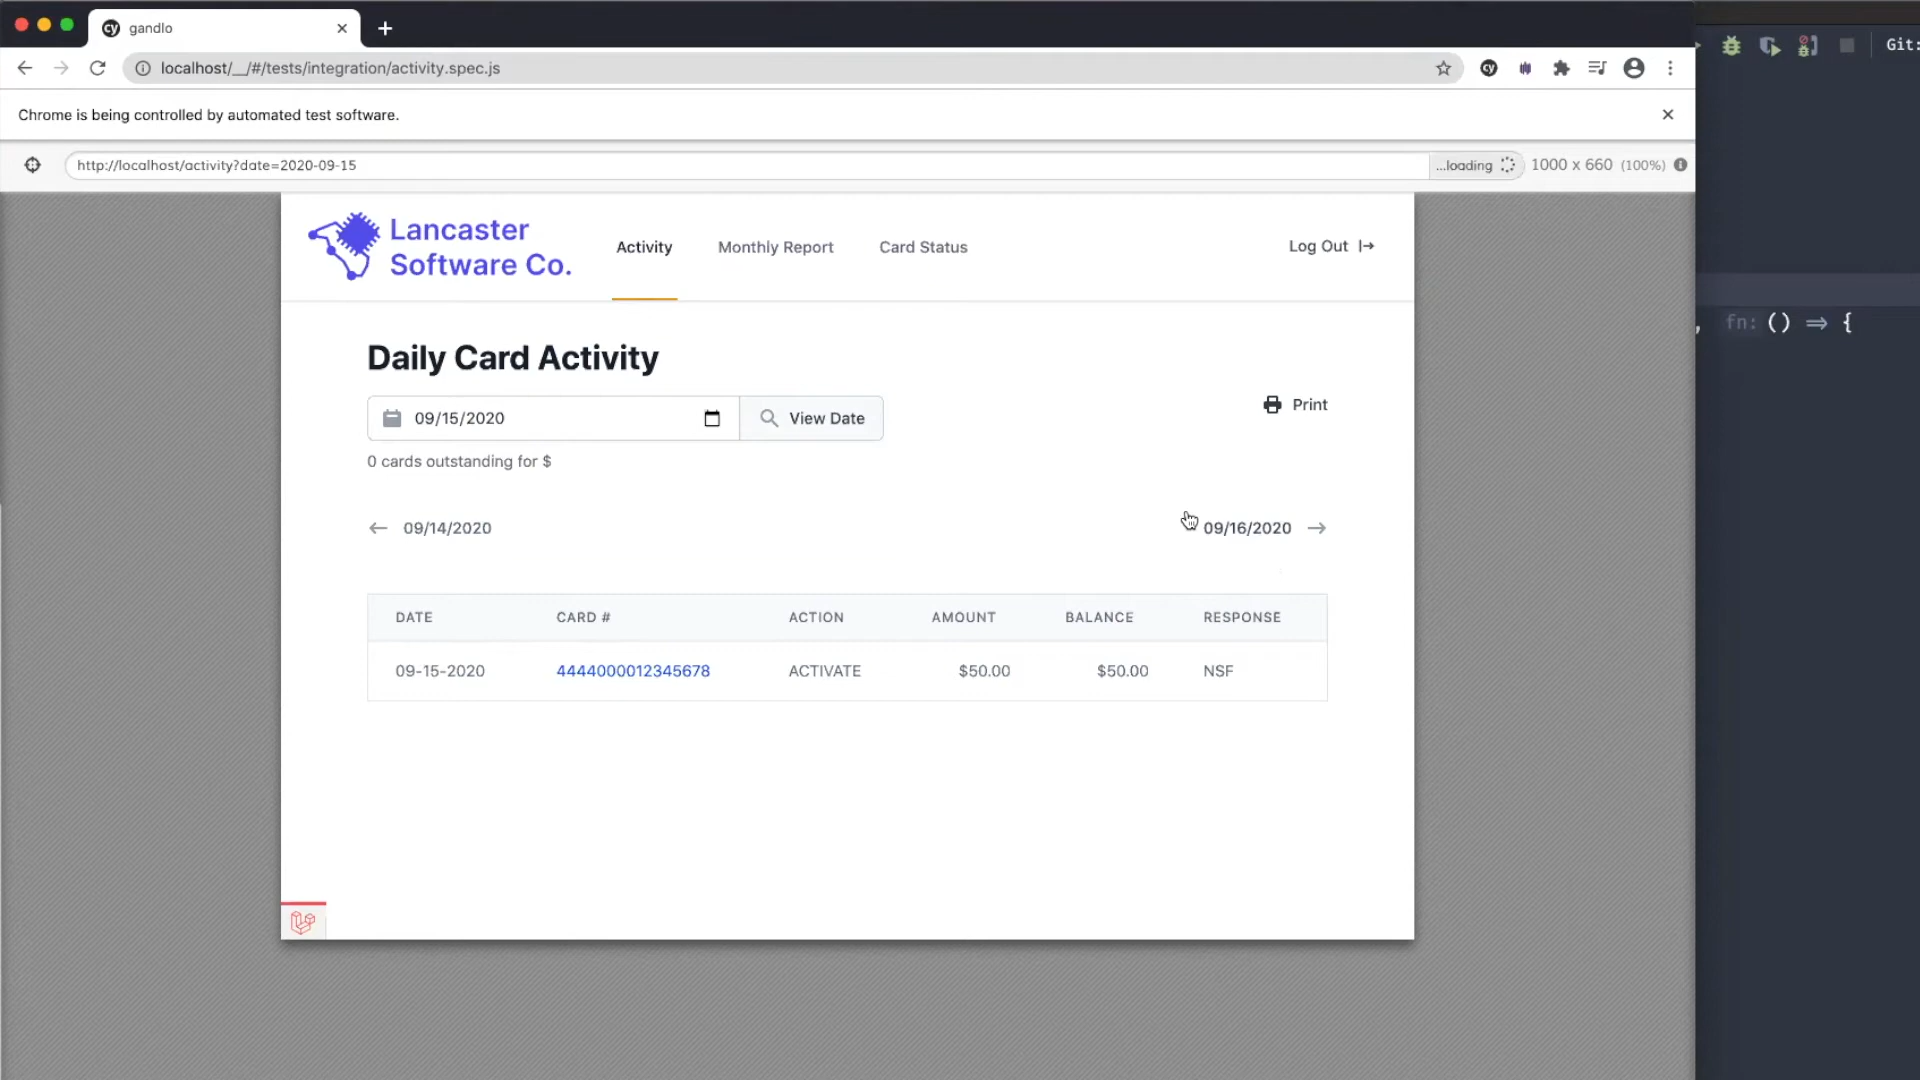 gandlo
localhost/__/#/tests/integration/activity.spec.js
Git:
Chrome is being controlled by automated test software.
http://localhost/activity?date=2020-09-15
...loading
1000 x 660 (100%)
Lancaster
Software Co.
Activity
Monthly Report
Card Status
Log Out
, fn: () => {
Daily Card Activity
09/15/2020
View Date
Print
0 cards outstanding for $
← 09/14/2020
09/16/2020 →
DATE CARD # ACTION AMOUNT BALANCE RESPONSE
09-15-2020 4444000012345678 ACTIVATE $50.00 $50.00 NSF